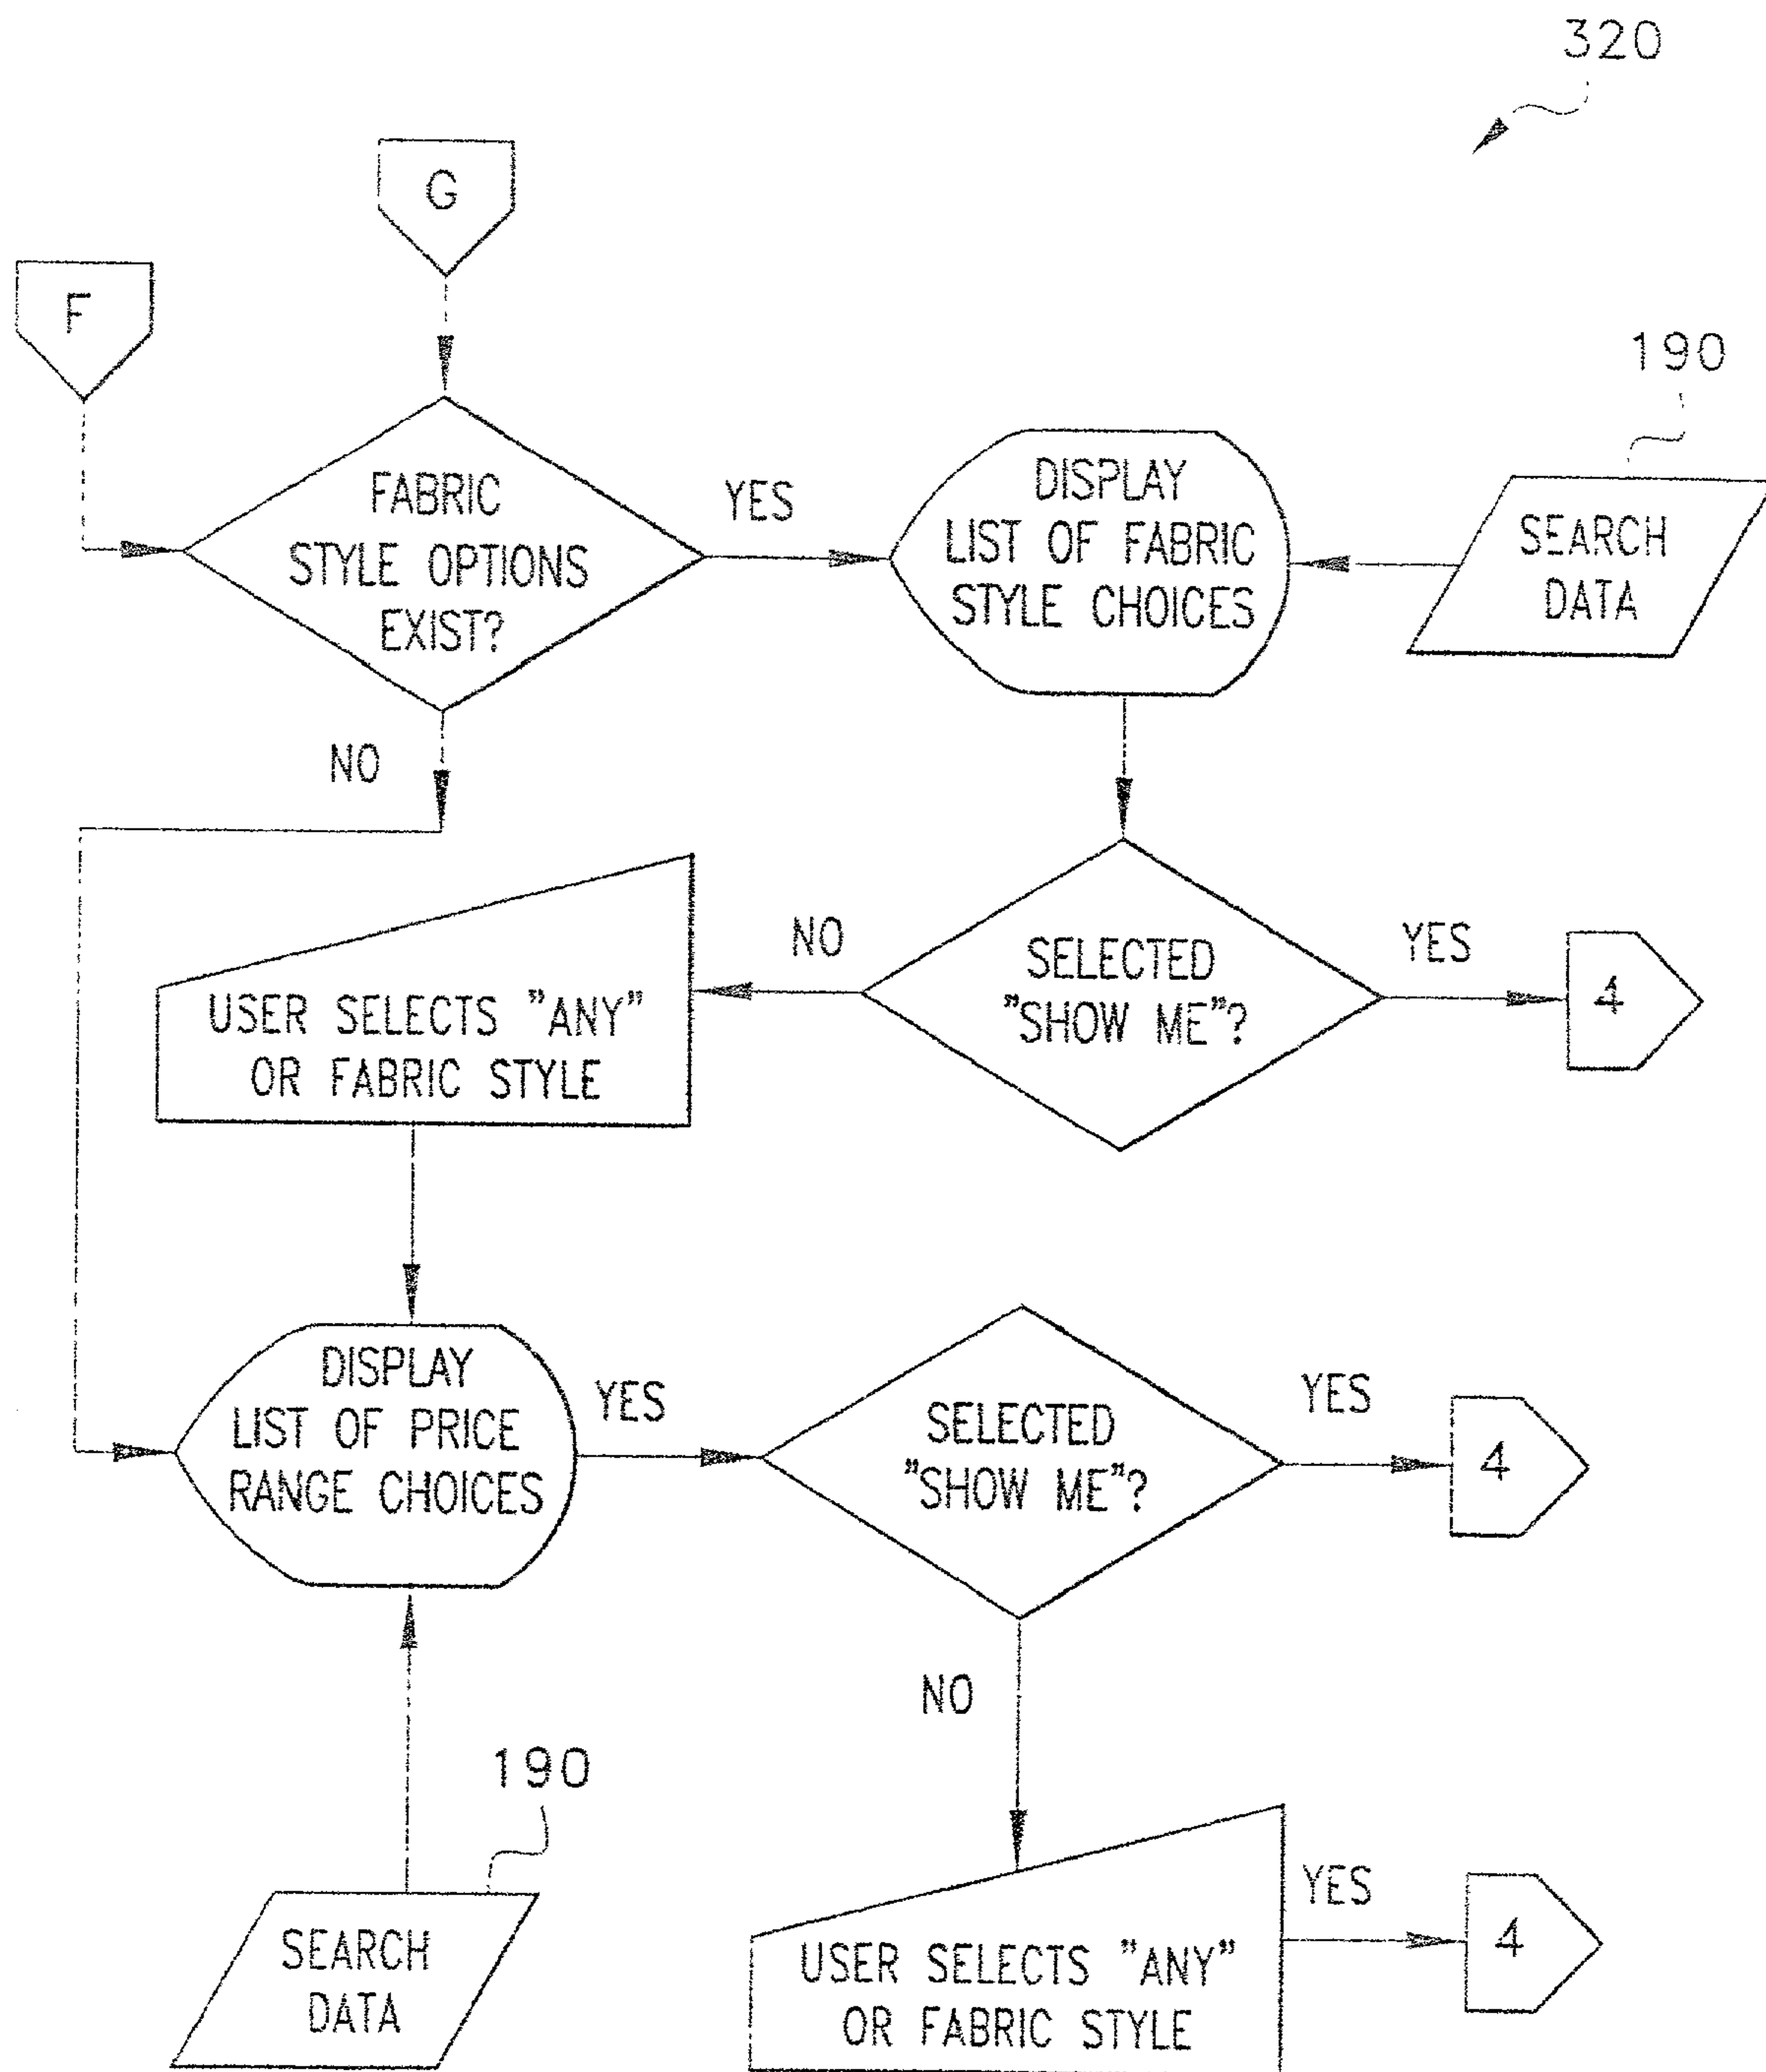 320
G
F
190
FABRIC
STYLE OPTIONS
EXIST?
YES
DISPLAY
LIST OF FABRIC
STYLE CHOICES
SEARCH
DATA
NO
USER SELECTS "ANY"
OR FABRIC STYLE
NO
SELECTED
"SHOW ME"?
YES
4
DISPLAY
LIST OF PRICE
RANGE CHOICES
YES
SELECTED
"SHOW ME"?
YES
4
NO
190
SEARCH
DATA
USER SELECTS "ANY"
OR FABRIC STYLE
YES
4